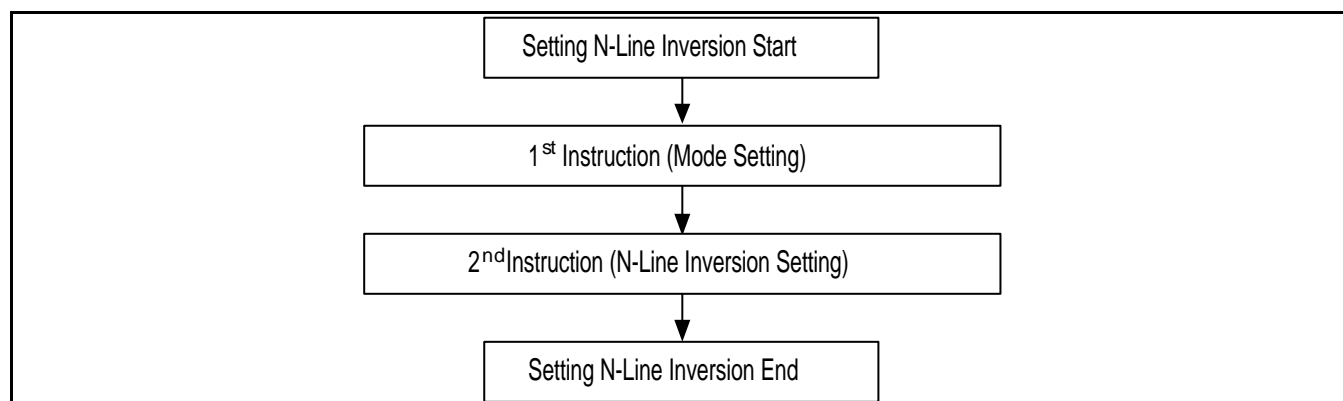 Setting N-Line Inversion Start
1st Instruction (Mode Setting)
2ndInstruction (N-Line Inversion Setting)
Setting N-Line Inversion End